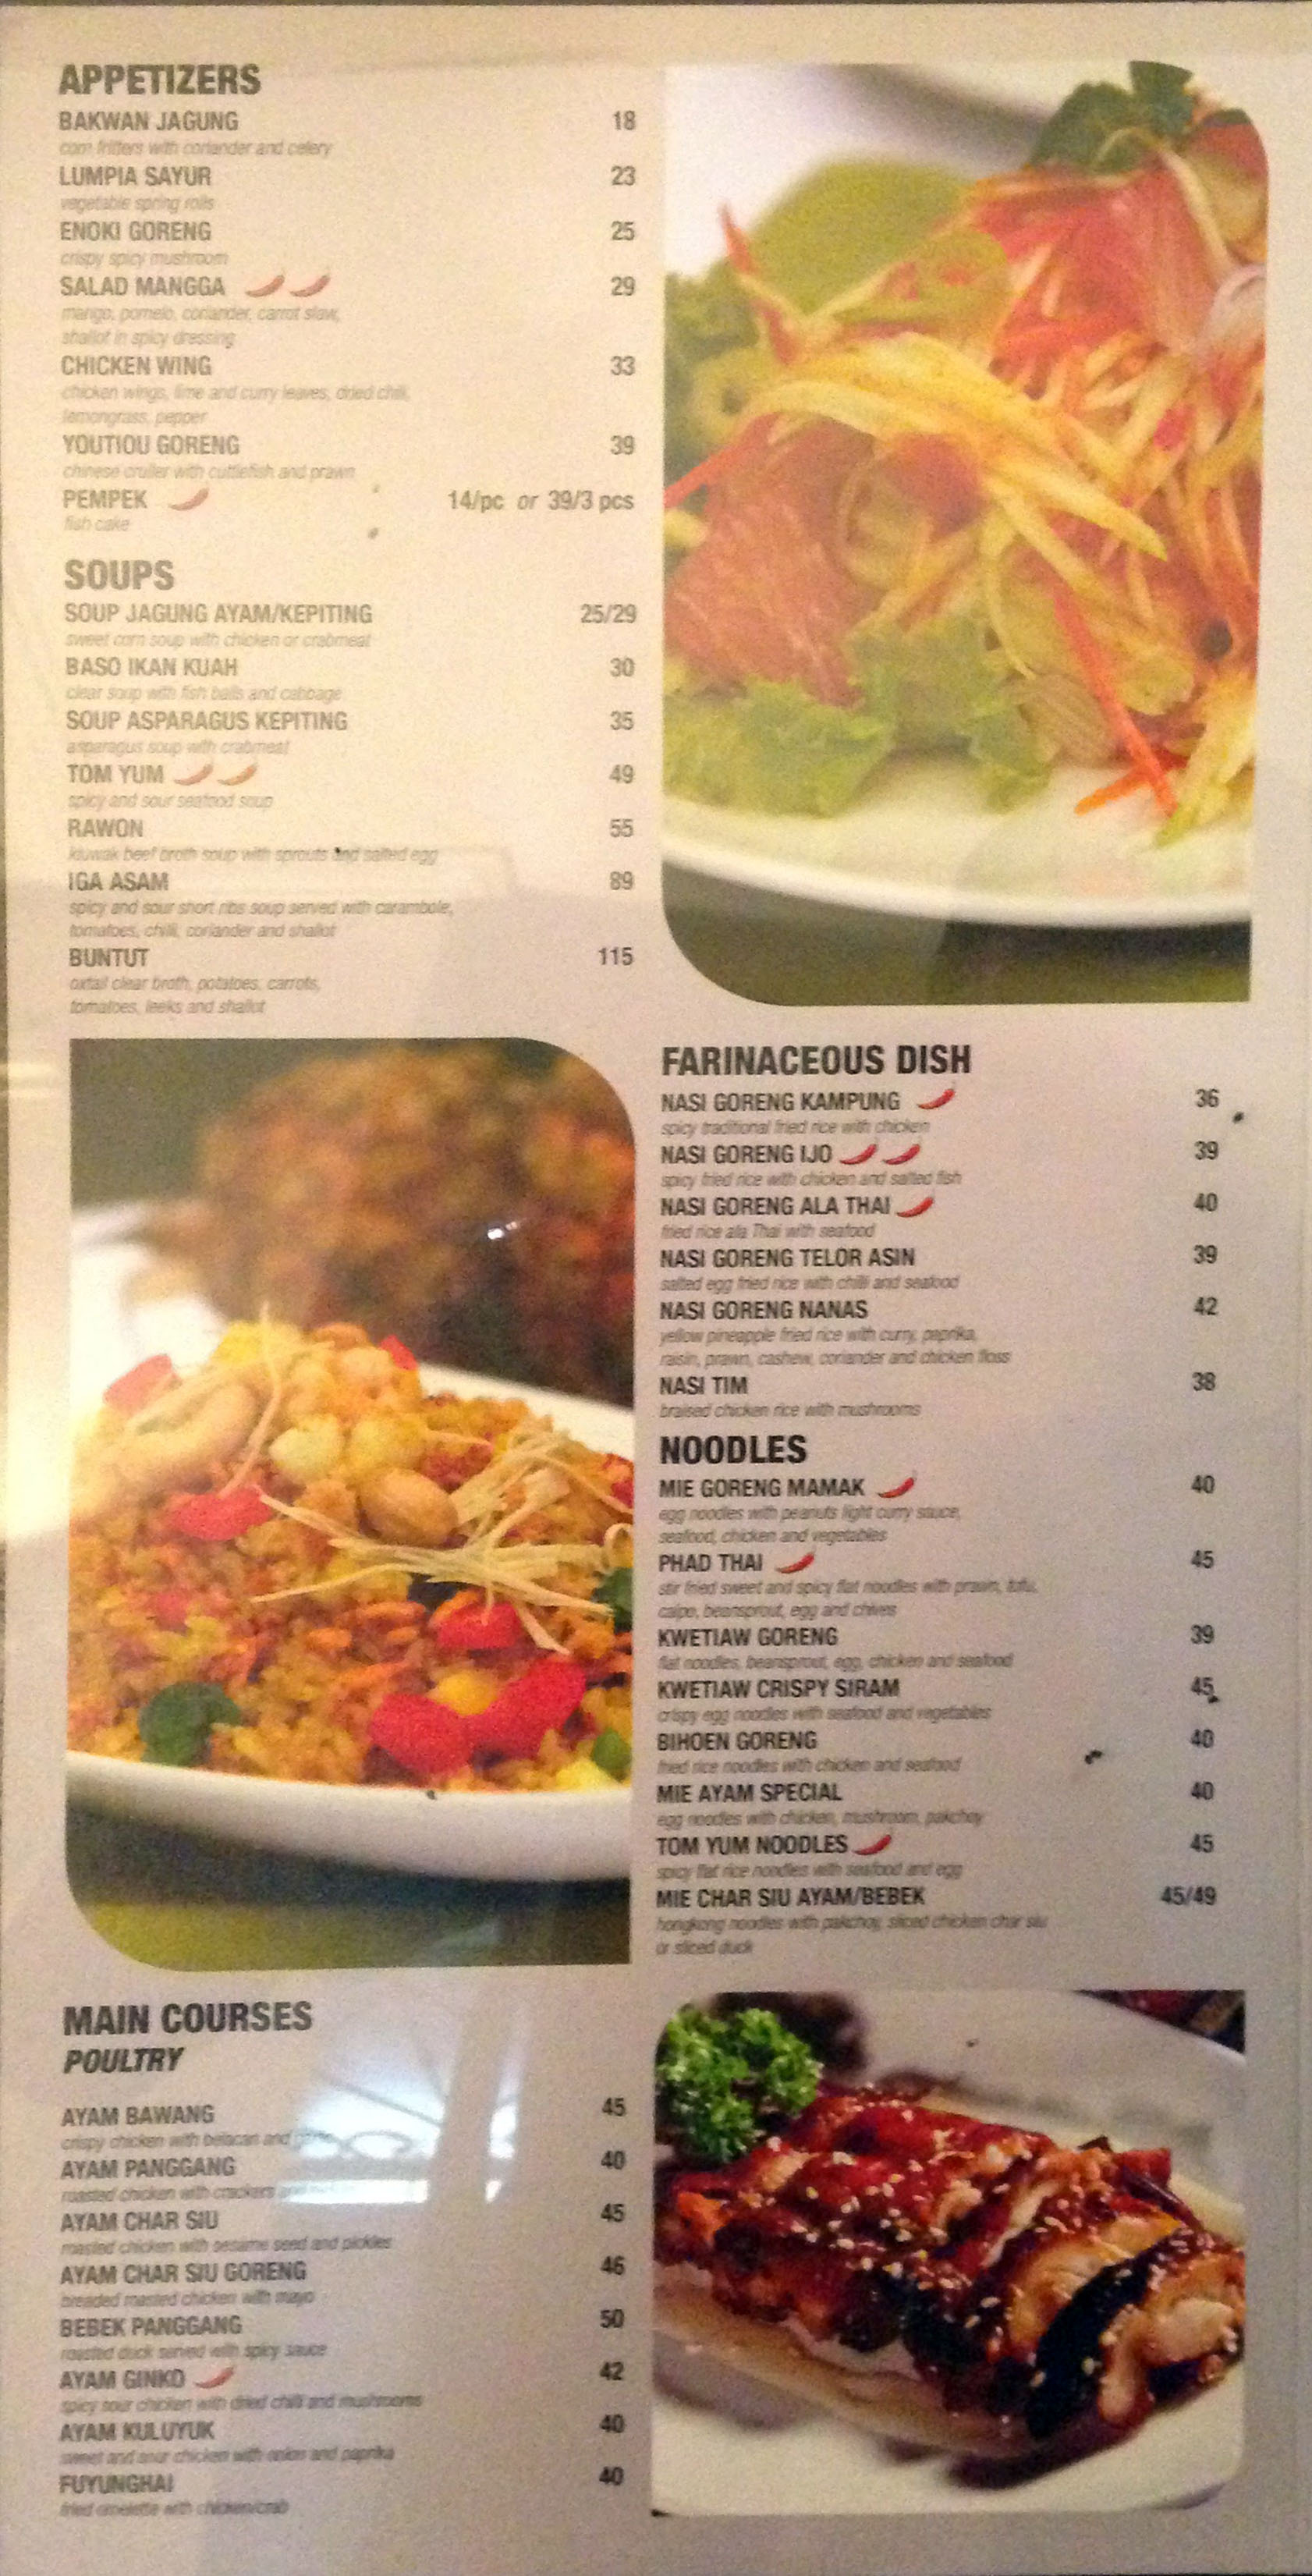 APPETIZERS
BAKWAN JAGUNG 18
corn fritters with coriander and celery
LUMPIA SAYUR 23
vegetable spring rolls
ENOKI GORENG 25
crispy spicy mushroom
SALAD MANGGA 29
mango, pomelo, coriander, carrot slaw,
shallot in spicy dressing
CHICKEN WING 33
chicken wings, lime and curry leaves, dried chili,
lemongrass, pepper
YOUTIOU GORENG 39
chinese cruller with cuttlefish and prawn
PEMPEK 14/pc or 39/3 pcs
fish cake
SOUPS
SOUP JAGUNG AYAM/KEPITING 25/29
sweet corn soup with chicken or crabmeat
BASO IKAN KUAH 30
clear soup with fish balls and cabbage
SOUP ASPARAGUS KEPITING 35
asparagus soup with crabmeat
TOM YUM 49
spicy and sour seafood soup
RAWON 55
kluwak beef broth soup with sprouts and salted egg
IGA ASAM 89
spicy and sour short ribs soup served with carambole,
tomatoes, chilli, coriander and shallot
BUNTUT 115
oxtail clear broth, potatoes, carrots,
tomatoes, leeks and shallot
FARINACEOUS DISH
NASI GORENG KAMPUNG 36
spicy traditional fried rice with chicken
NASI GORENG IJO 39
spicy fried rice with chicken and salted fish
NASI GORENG ALA THAI 40
fried rice ala Thai with seafood
NASI GORENG TELOR ASIN 39
salted egg fried rice with chilli and seafood
NASI GORENG NANAS 42
yellow pineapple fried rice with curry, paprika,
raisin, prawn, cashew, coriander and chicken floss
NASI TIM 38
braised chicken rice with mushrooms
NOODLES
MIE GORENG MAMAK 40
egg noodles with peanuts light curry sauce,
seafood, chicken and vegetables
PHAD THAI 45
stir fried sweet and spicy flat noodles with prawn, tofu,
caipo, beansprout, egg and chives
KWETIAW GORENG 39
flat noodles, beansprout, egg, chicken and seafood
KWETIAW CRISPY SIRAM 45
crispy egg noodles with seafood and vegetables
BIHOEN GORENG 40
fried rice noodles with chicken and seafood
MIE AYAM SPECIAL 40
egg noodles with chicken, mushroom, pakchoy
TOM YUM NOODLES 45
spicy flat rice noodles with seafood and egg
MIE CHAR SIU AYAM/BEBEK 45/49
hongkong noodles with pakchoy, sliced chicken char siu
or sliced duck
MAIN COURSES
POULTRY
AYAM BAWANG 45
crispy chicken with belacan and
AYAM PANGGANG 40
roasted chicken with crackers
AYAM CHAR SIU 45
roasted chicken with sesame seed and pickles
AYAM CHAR SIU GORENG 46
breaded roasted chicken with mayo
BEBEK PANGGANG 50
roasted duck served with spicy sauce
AYAM GINKO 42
spicy sour chicken with dried chilli and mushrooms
AYAM KULUYUK 40
sweet and sour chicken with onion and paprika
FUYUNGHAI 40
fried omelette with chicken/crab